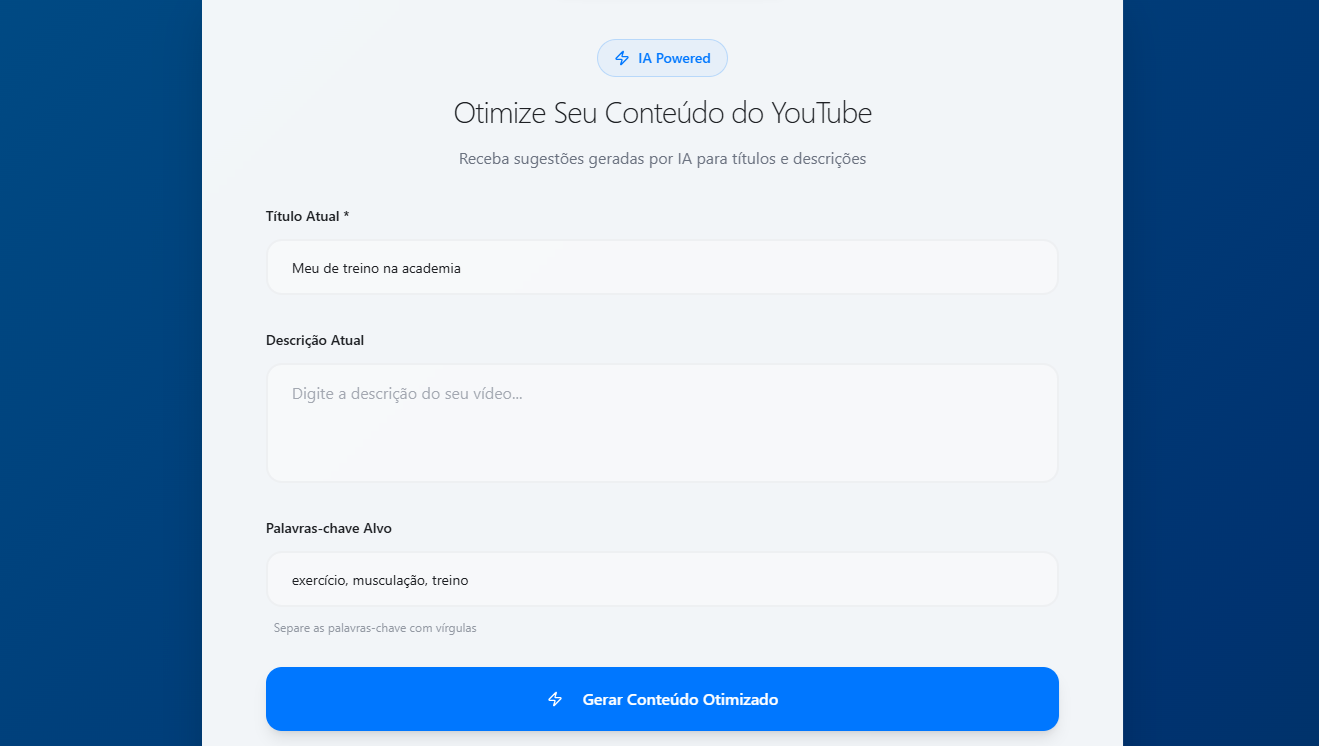 IA Powered
Otimize Seu Conteúdo do YouTube
Receba sugestões geradas por IA para títulos e descrições
Título Atual *
Meu de treino na academia
Descrição Atual
Digite a descrição do seu vídeo...
Palavras-chave Alvo
exercício, musculação, treino
Separe as palavras-chave com vírgulas
Gerar Conteúdo Otimizado